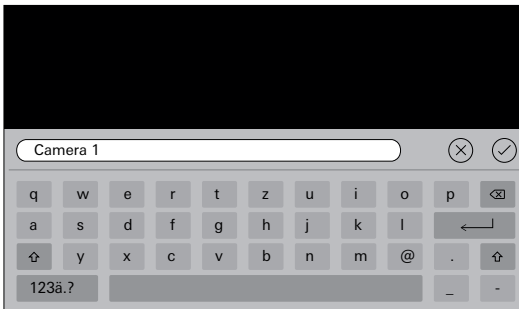 Camera 1
q w e r t z u i o p
a s d f g h j k l
y x c v b n m @ .
123ä.? _ -